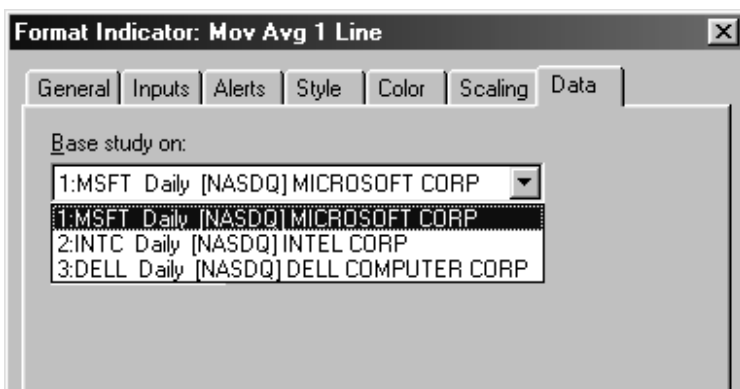 Format Indicator: Mov Avg 1 Line
General Inputs Alerts Style Color Scaling Data
Base study on:
1:MSFT Daily [NASDQ] MICROSOFT CORP
1:MSFT Daily [NASDQ] MICROSOFT CORP
2:INTC Daily [NASDQ] INTEL CORP
3:DELL Daily [NASDQ] DELL COMPUTER CORP